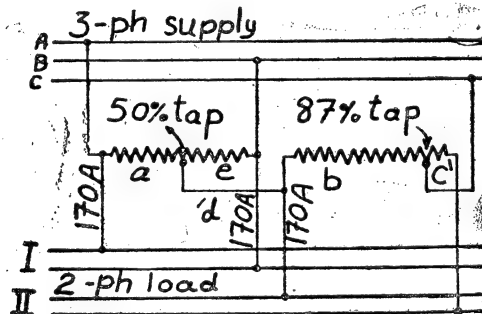 3-ph supply
A
B
C
50% tap
87% tap
a
e
b
c'
170A
'd
170A
170A
I
2-ph load
II